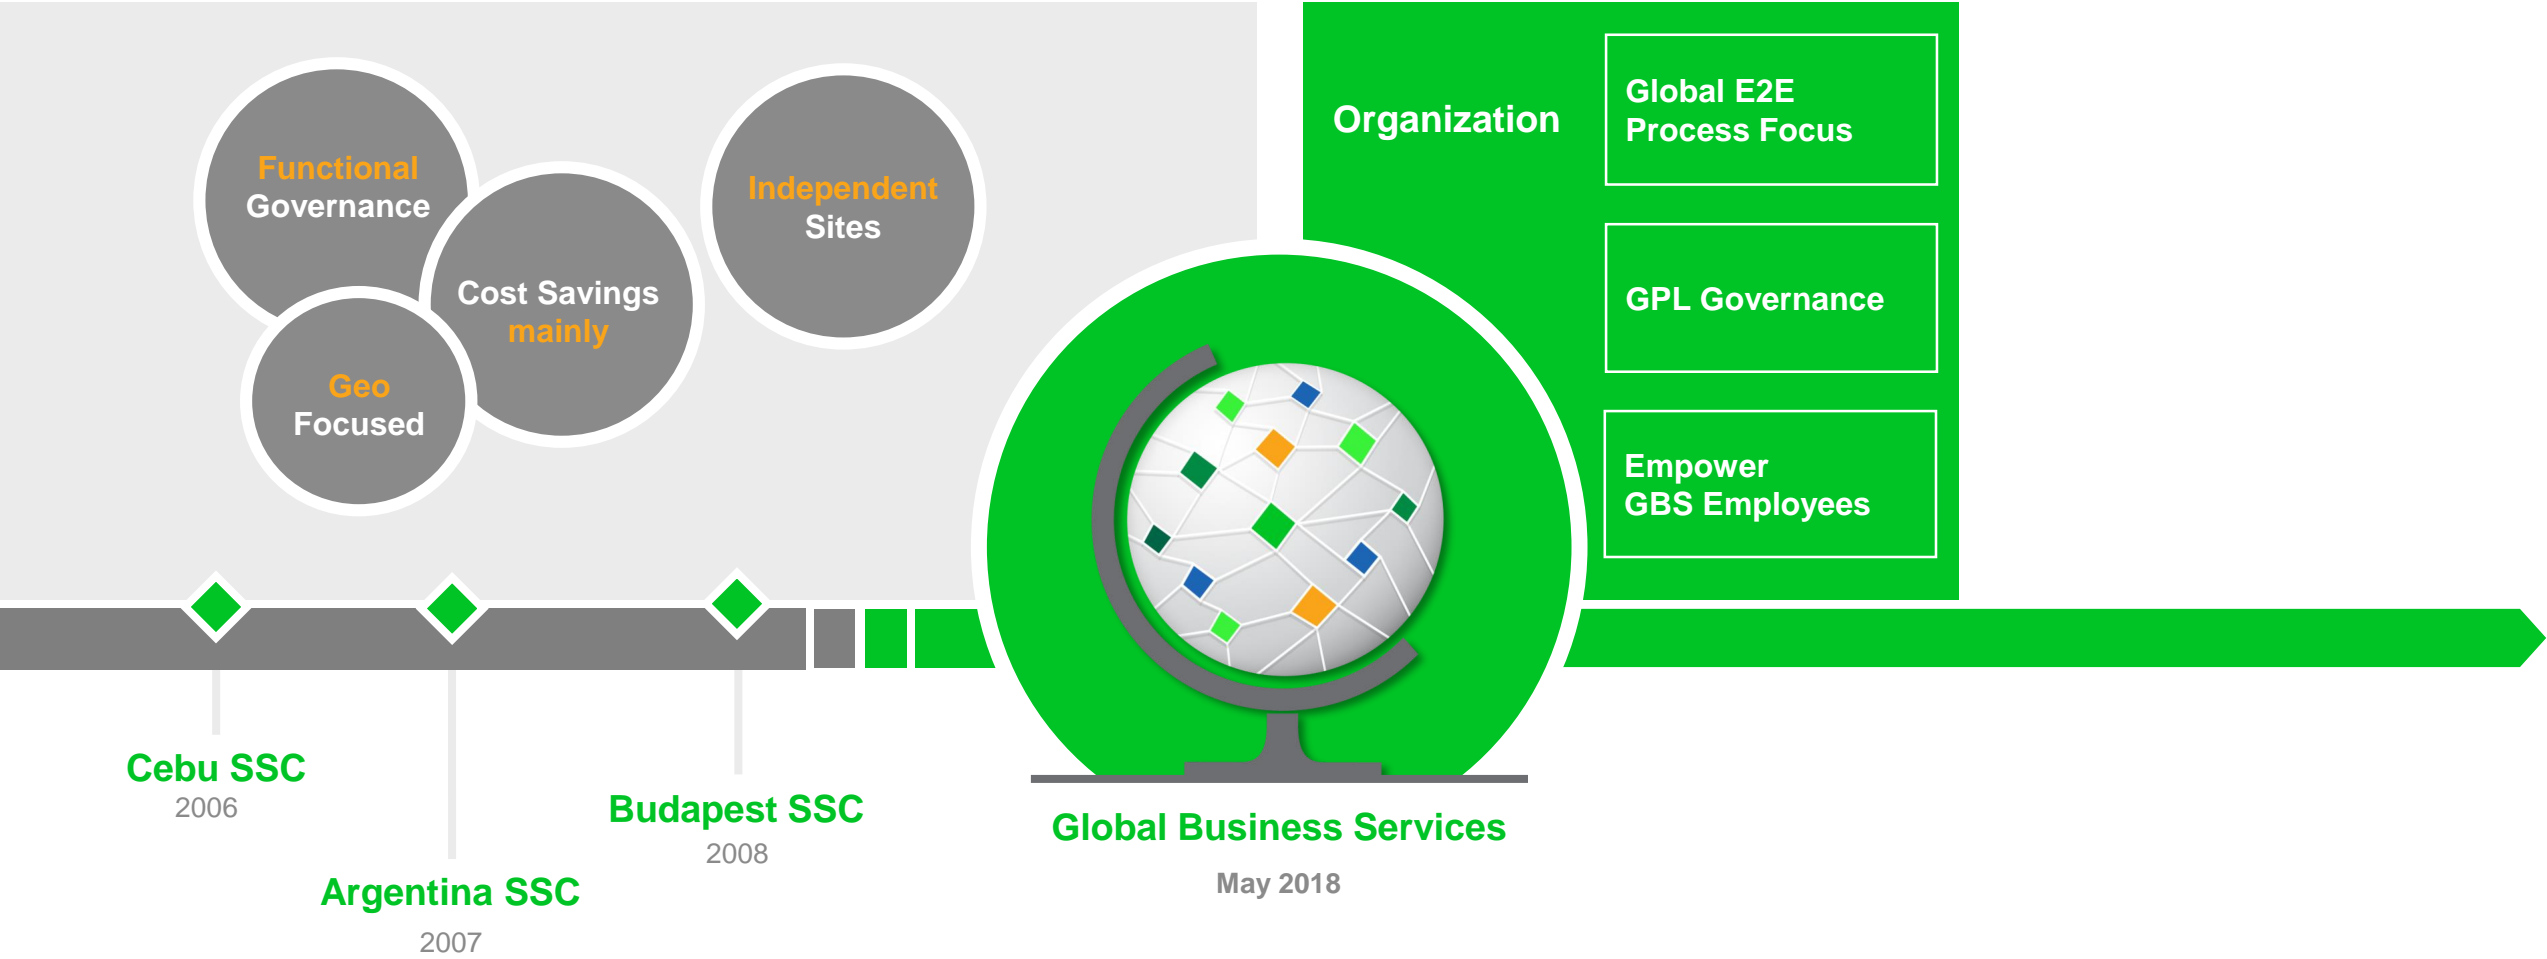 Functional
Governance
Cost Savings
mainly
Geo
Focused
Independent
Sites
Organization
Global E2E
Process Focus
GPL Governance
Empower
GBS Employees
Cebu SSC
2006
Argentina SSC
2007
Budapest SSC
2008
Global Business Services
May 2018